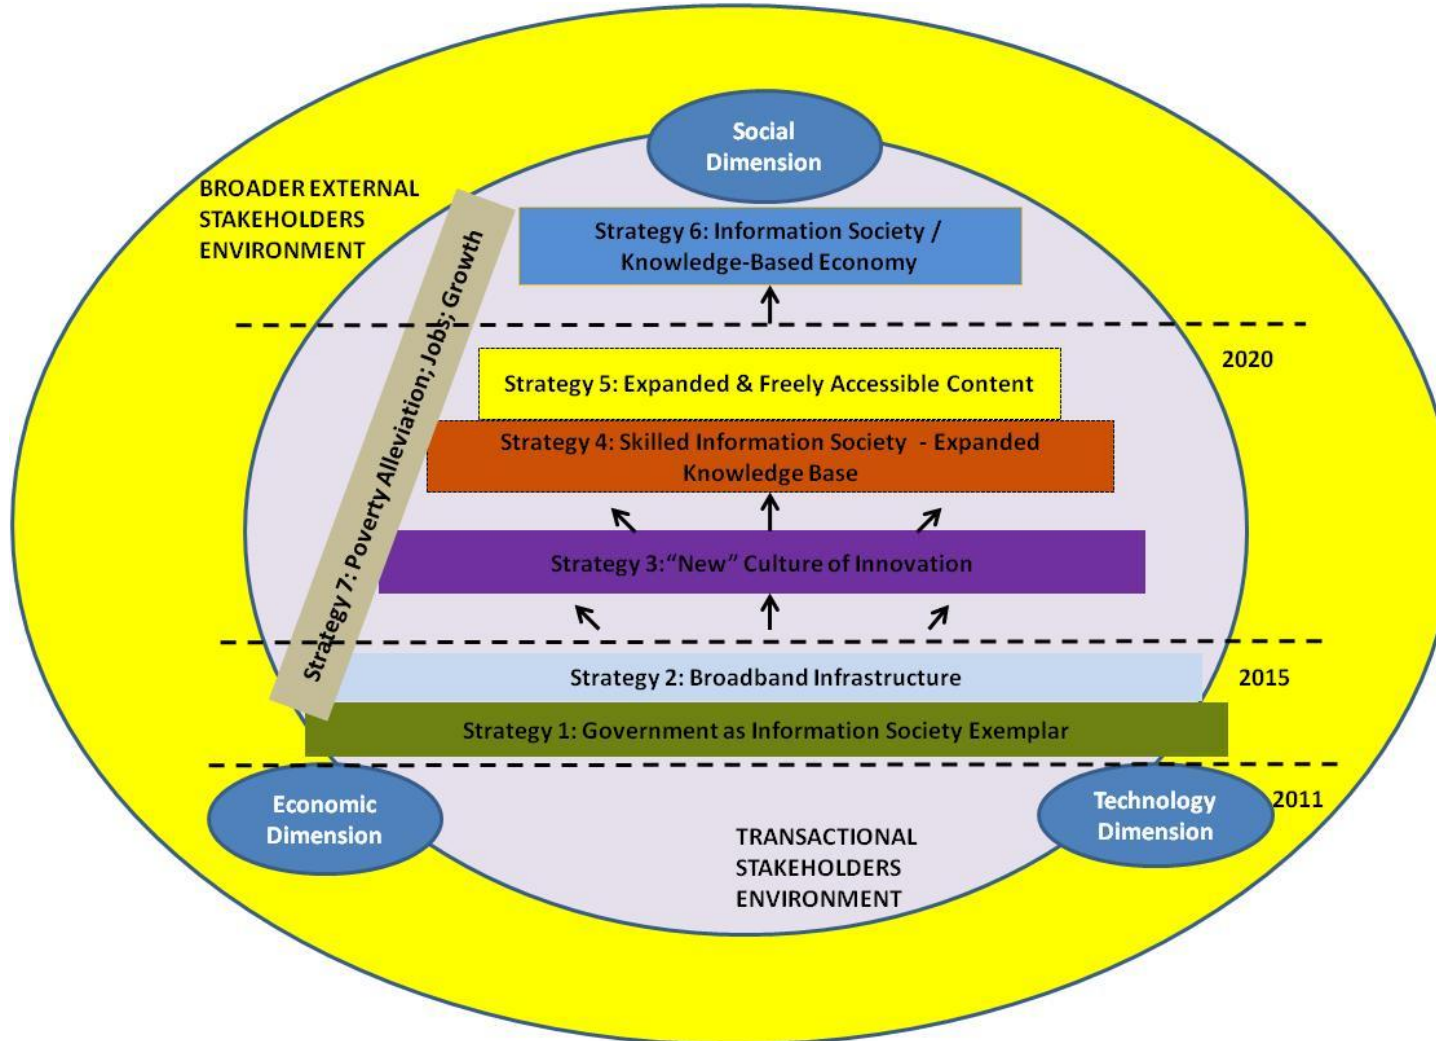 Social
Dimension
BROADER EXTERNAL
STAKEHOLDERS
ENVIRONMENT
Strategy 6: Information Society /
Knowledge-Based Economy
Strategy 7: Poverty Alleviation; Jobs; Growth
2020
Strategy 5: Expanded & Freely Accessible Content
Strategy 4: Skilled Information Society - Expanded
Knowledge Base
Strategy 3:“New” Culture of Innovation
Strategy 2: Broadband Infrastructure
2015
Strategy 1: Government as Information Society Exemplar
Economic
Dimension
Technology
Dimension
2011
TRANSACTIONAL
STAKEHOLDERS
ENVIRONMENT